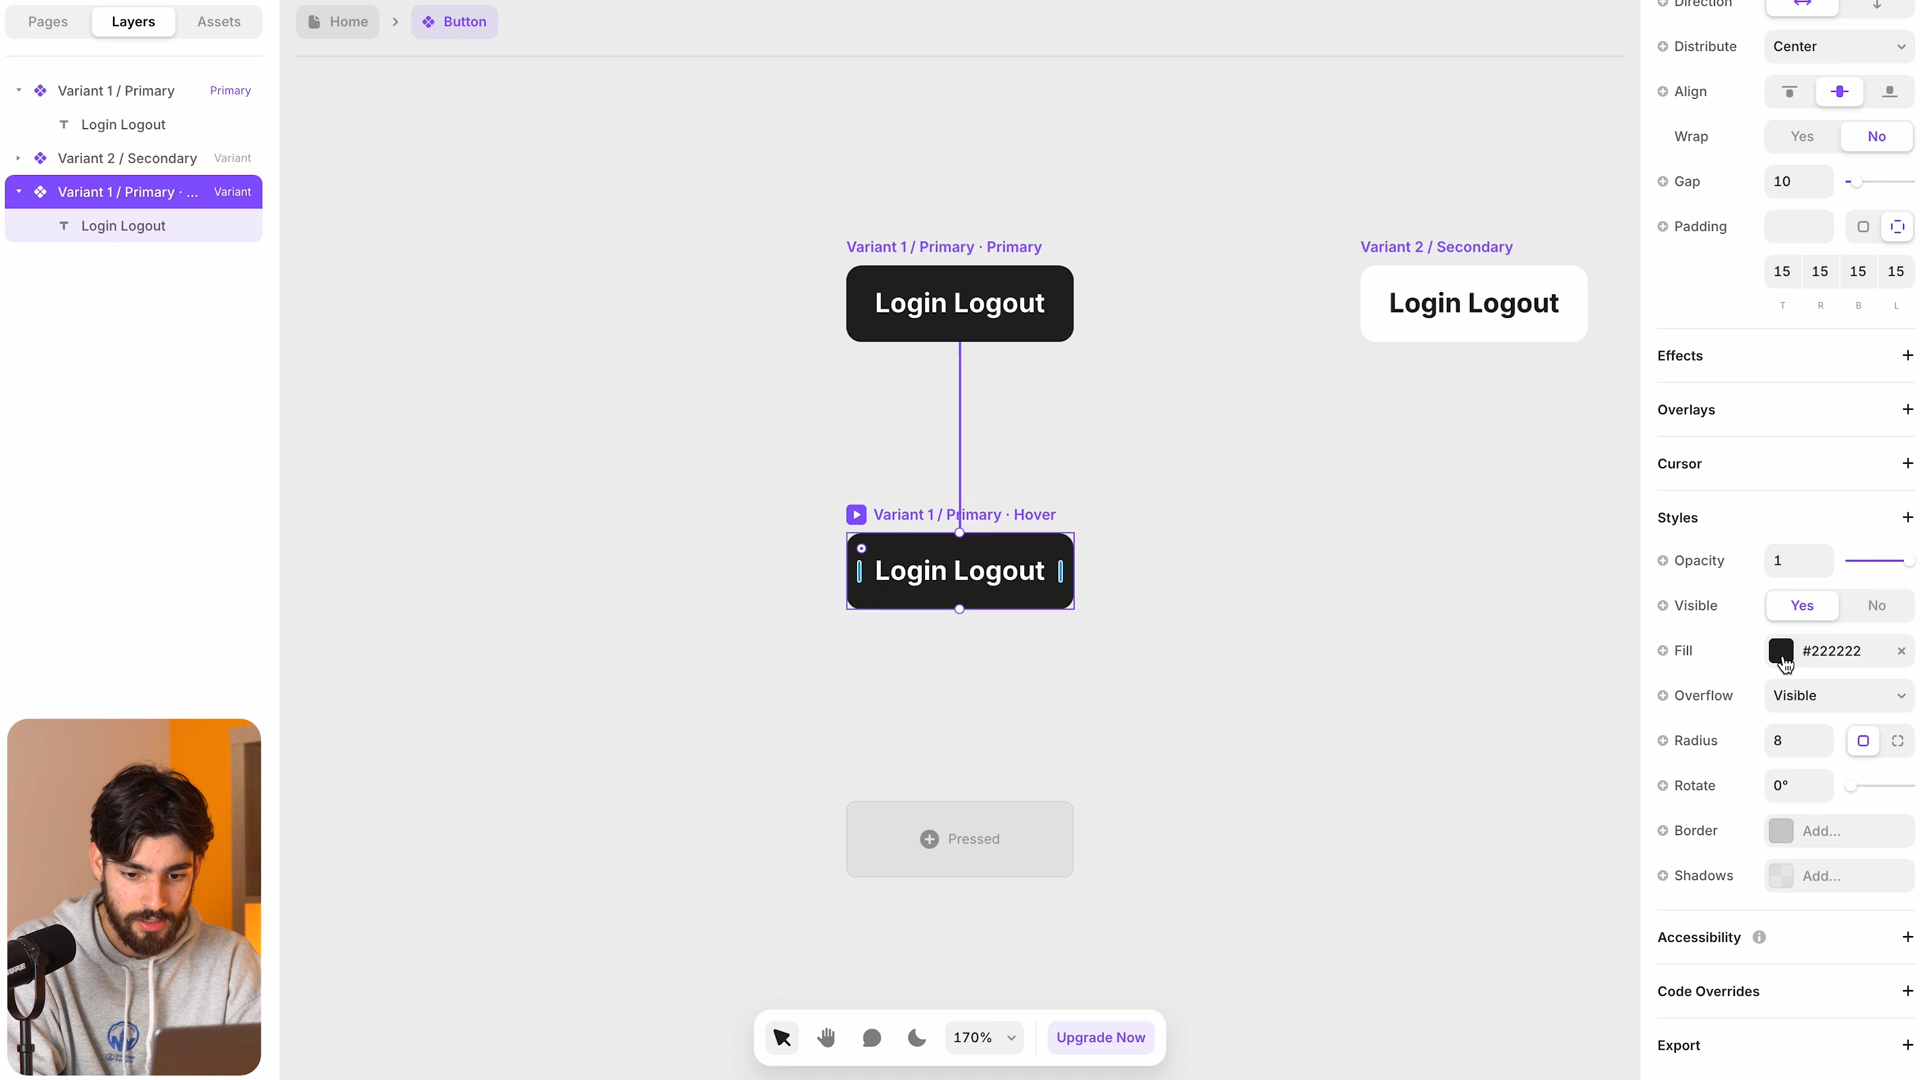 Pages
Layers
Assets
Variant 1 / Primary
Primary
Login Logout
Variant 2 / Secondary
Variant
Variant 1 / Primary · ...
Variant
Login Logout
Home
Button
Variant 1 / Primary · Primary
Login Logout
Variant 2 / Secondary
Login Logout
Variant 1 / Primary · Hover
Login Logout
Pressed
170%
Upgrade Now
Direction
Distribute
Center
Align
Wrap
Yes
No
Gap
10
Padding
15
15
15
15
T
R
B
L
Effects
Overlays
Cursor
Styles
Opacity
1
Visible
Yes
No
Fill
#222222
Overflow
Visible
Radius
8
Rotate
0°
Border
Add...
Shadows
Add...
Accessibility
Code Overrides
Export